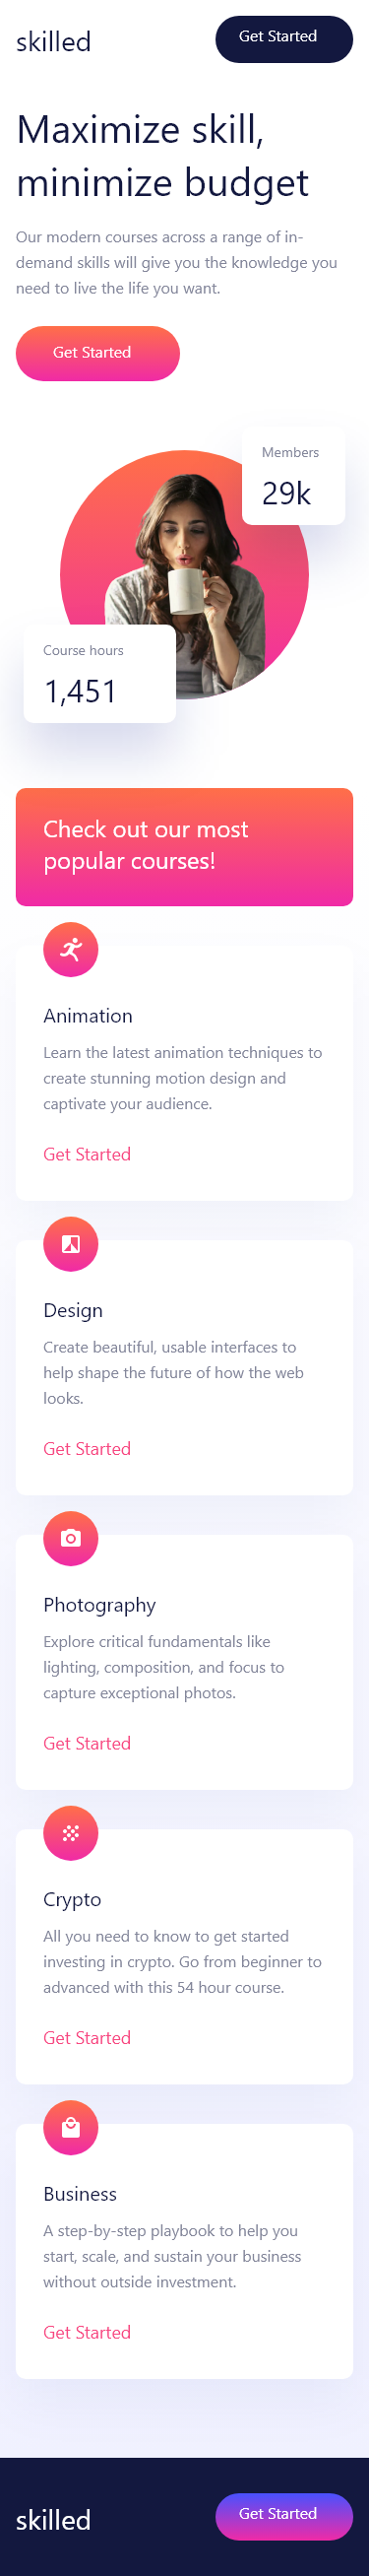 skilled
Get Started
Maximize skill,
minimize budget
Our modern courses across a range of in-
demand skills will give you the knowledge you
need to live the life you want.
Get Started
Members
29k
Course hours
1,451
Check out our most
popular courses!
Animation
Learn the latest animation techniques to
create stunning motion design and
captivate your audience.
Get Started
Design
Create beautiful, usable interfaces to
help shape the future of how the web
looks.
Get Started
Photography
Explore critical fundamentals like
lighting, composition, and focus to
capture exceptional photos.
Get Started
Crypto
All you need to know to get started
investing in crypto. Go from beginner to
advanced with this 54 hour course.
Get Started
Business
A step-by-step playbook to help you
start, scale, and sustain your business
without outside investment.
Get Started
skilled
Get Started